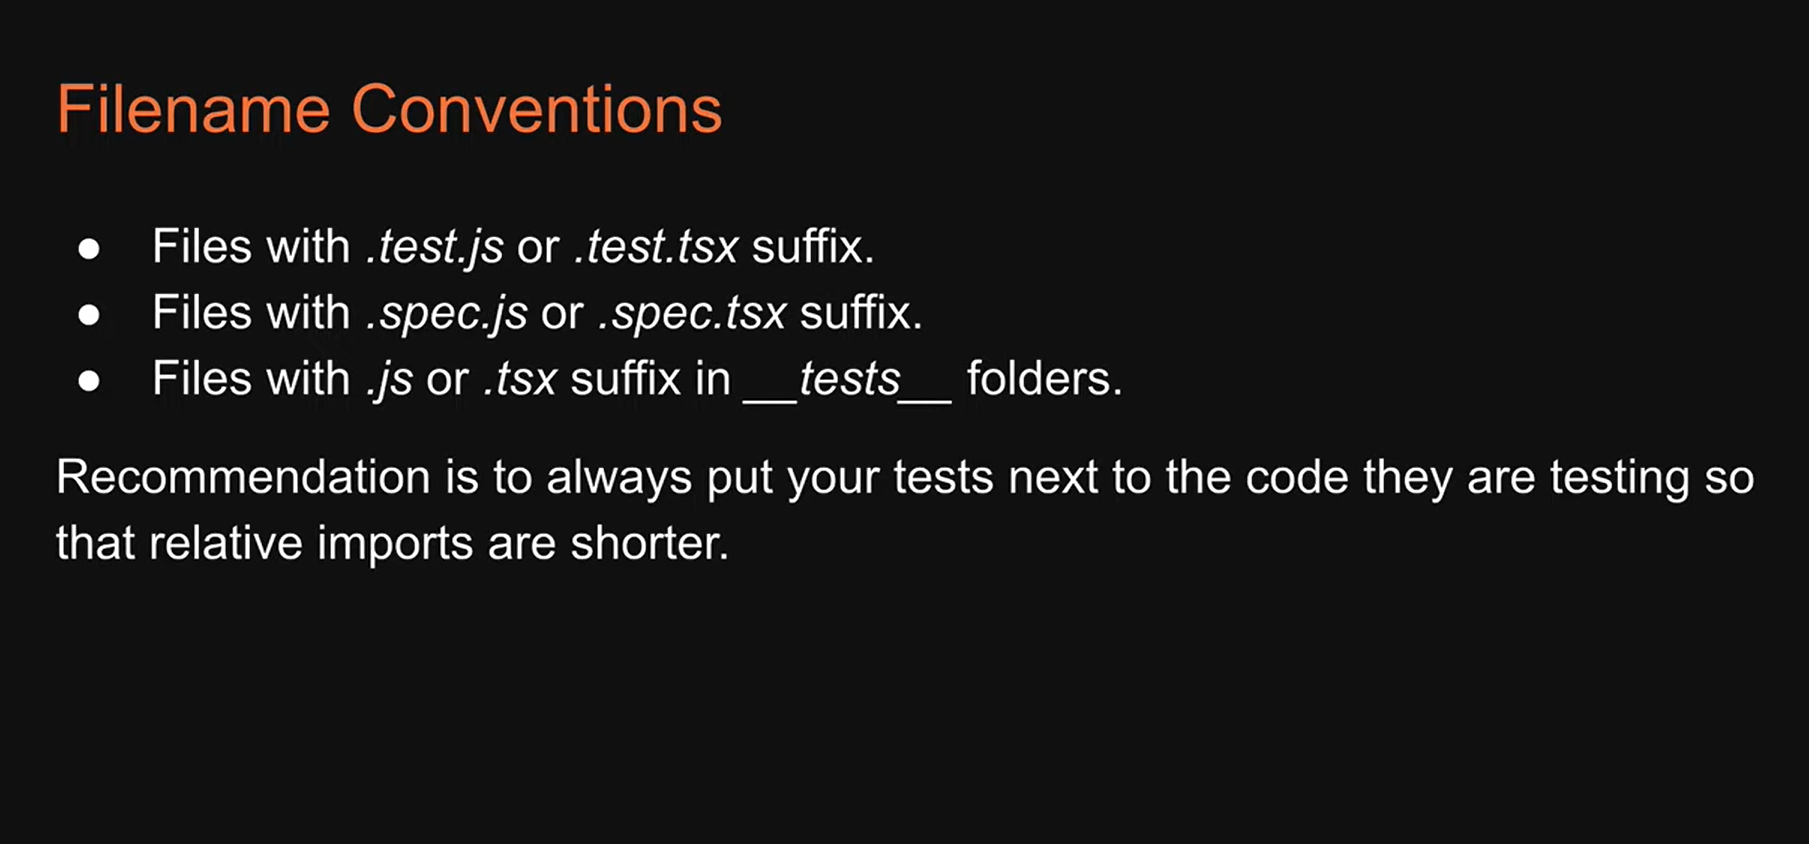 Filename Conventions
● Files with .test.js or .test.tsx suffix.
● Files with .spec.js or .spec.tsx suffix.
● Files with .js or .tsx suffix in __tests__ folders.
Recommendation is to always put your tests next to the code they are testing so
that relative imports are shorter.